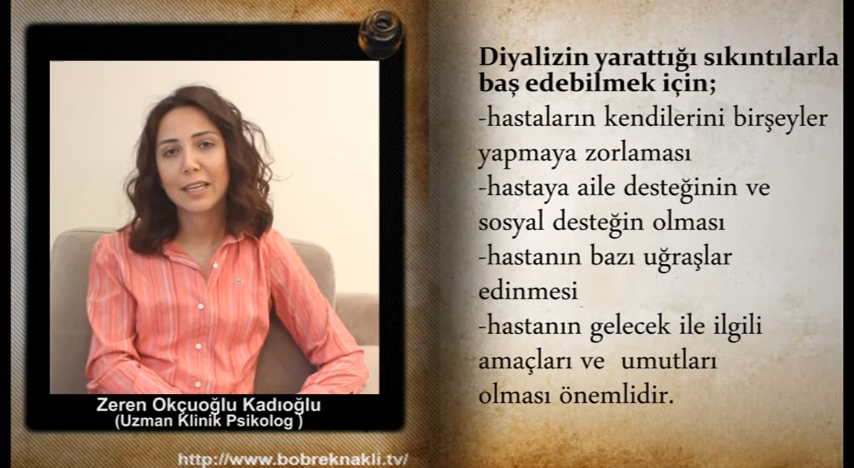 Diyalizin yarattığı sıkıntılarla
baş edebilmek için;
-hastaların kendilerini birşeyler
yapmaya zorlaması
-hastaya aile desteğinin ve
sosyal desteğin olması
-hastanın bazı uğraşlar
edinmesi
-hastanın gelecek ile ilgili
amaçları ve  umutları
olması önemlidir.
Zeren Okçuoğlu Kadıoğlu
(Uzman Klinik Psikolog )
http://www.bobreknakli.tv/